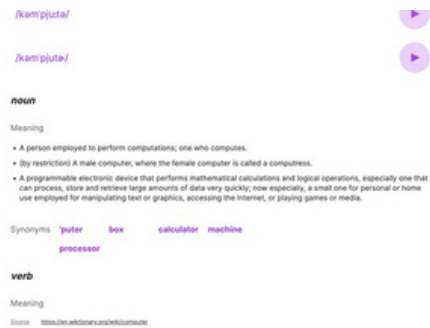 /kəmˈpjuːtə/
/kəmˈpjutɚ/
noun
Meaning
• A person employed to perform computations; one who computes.
• (by restriction) A male computer, where the female computer is called a computress.
• A programmable electronic device that performs mathematical calculations and logical operations, especially one that
can process, store and retrieve large amounts of data very quickly; now especially, a small one for personal or home
use employed for manipulating text or graphics, accessing the Internet, or playing games or media.
Synonyms 'puter box calculator machine
processor
verb
Meaning
Source https://en.wiktionary.org/wiki/computer